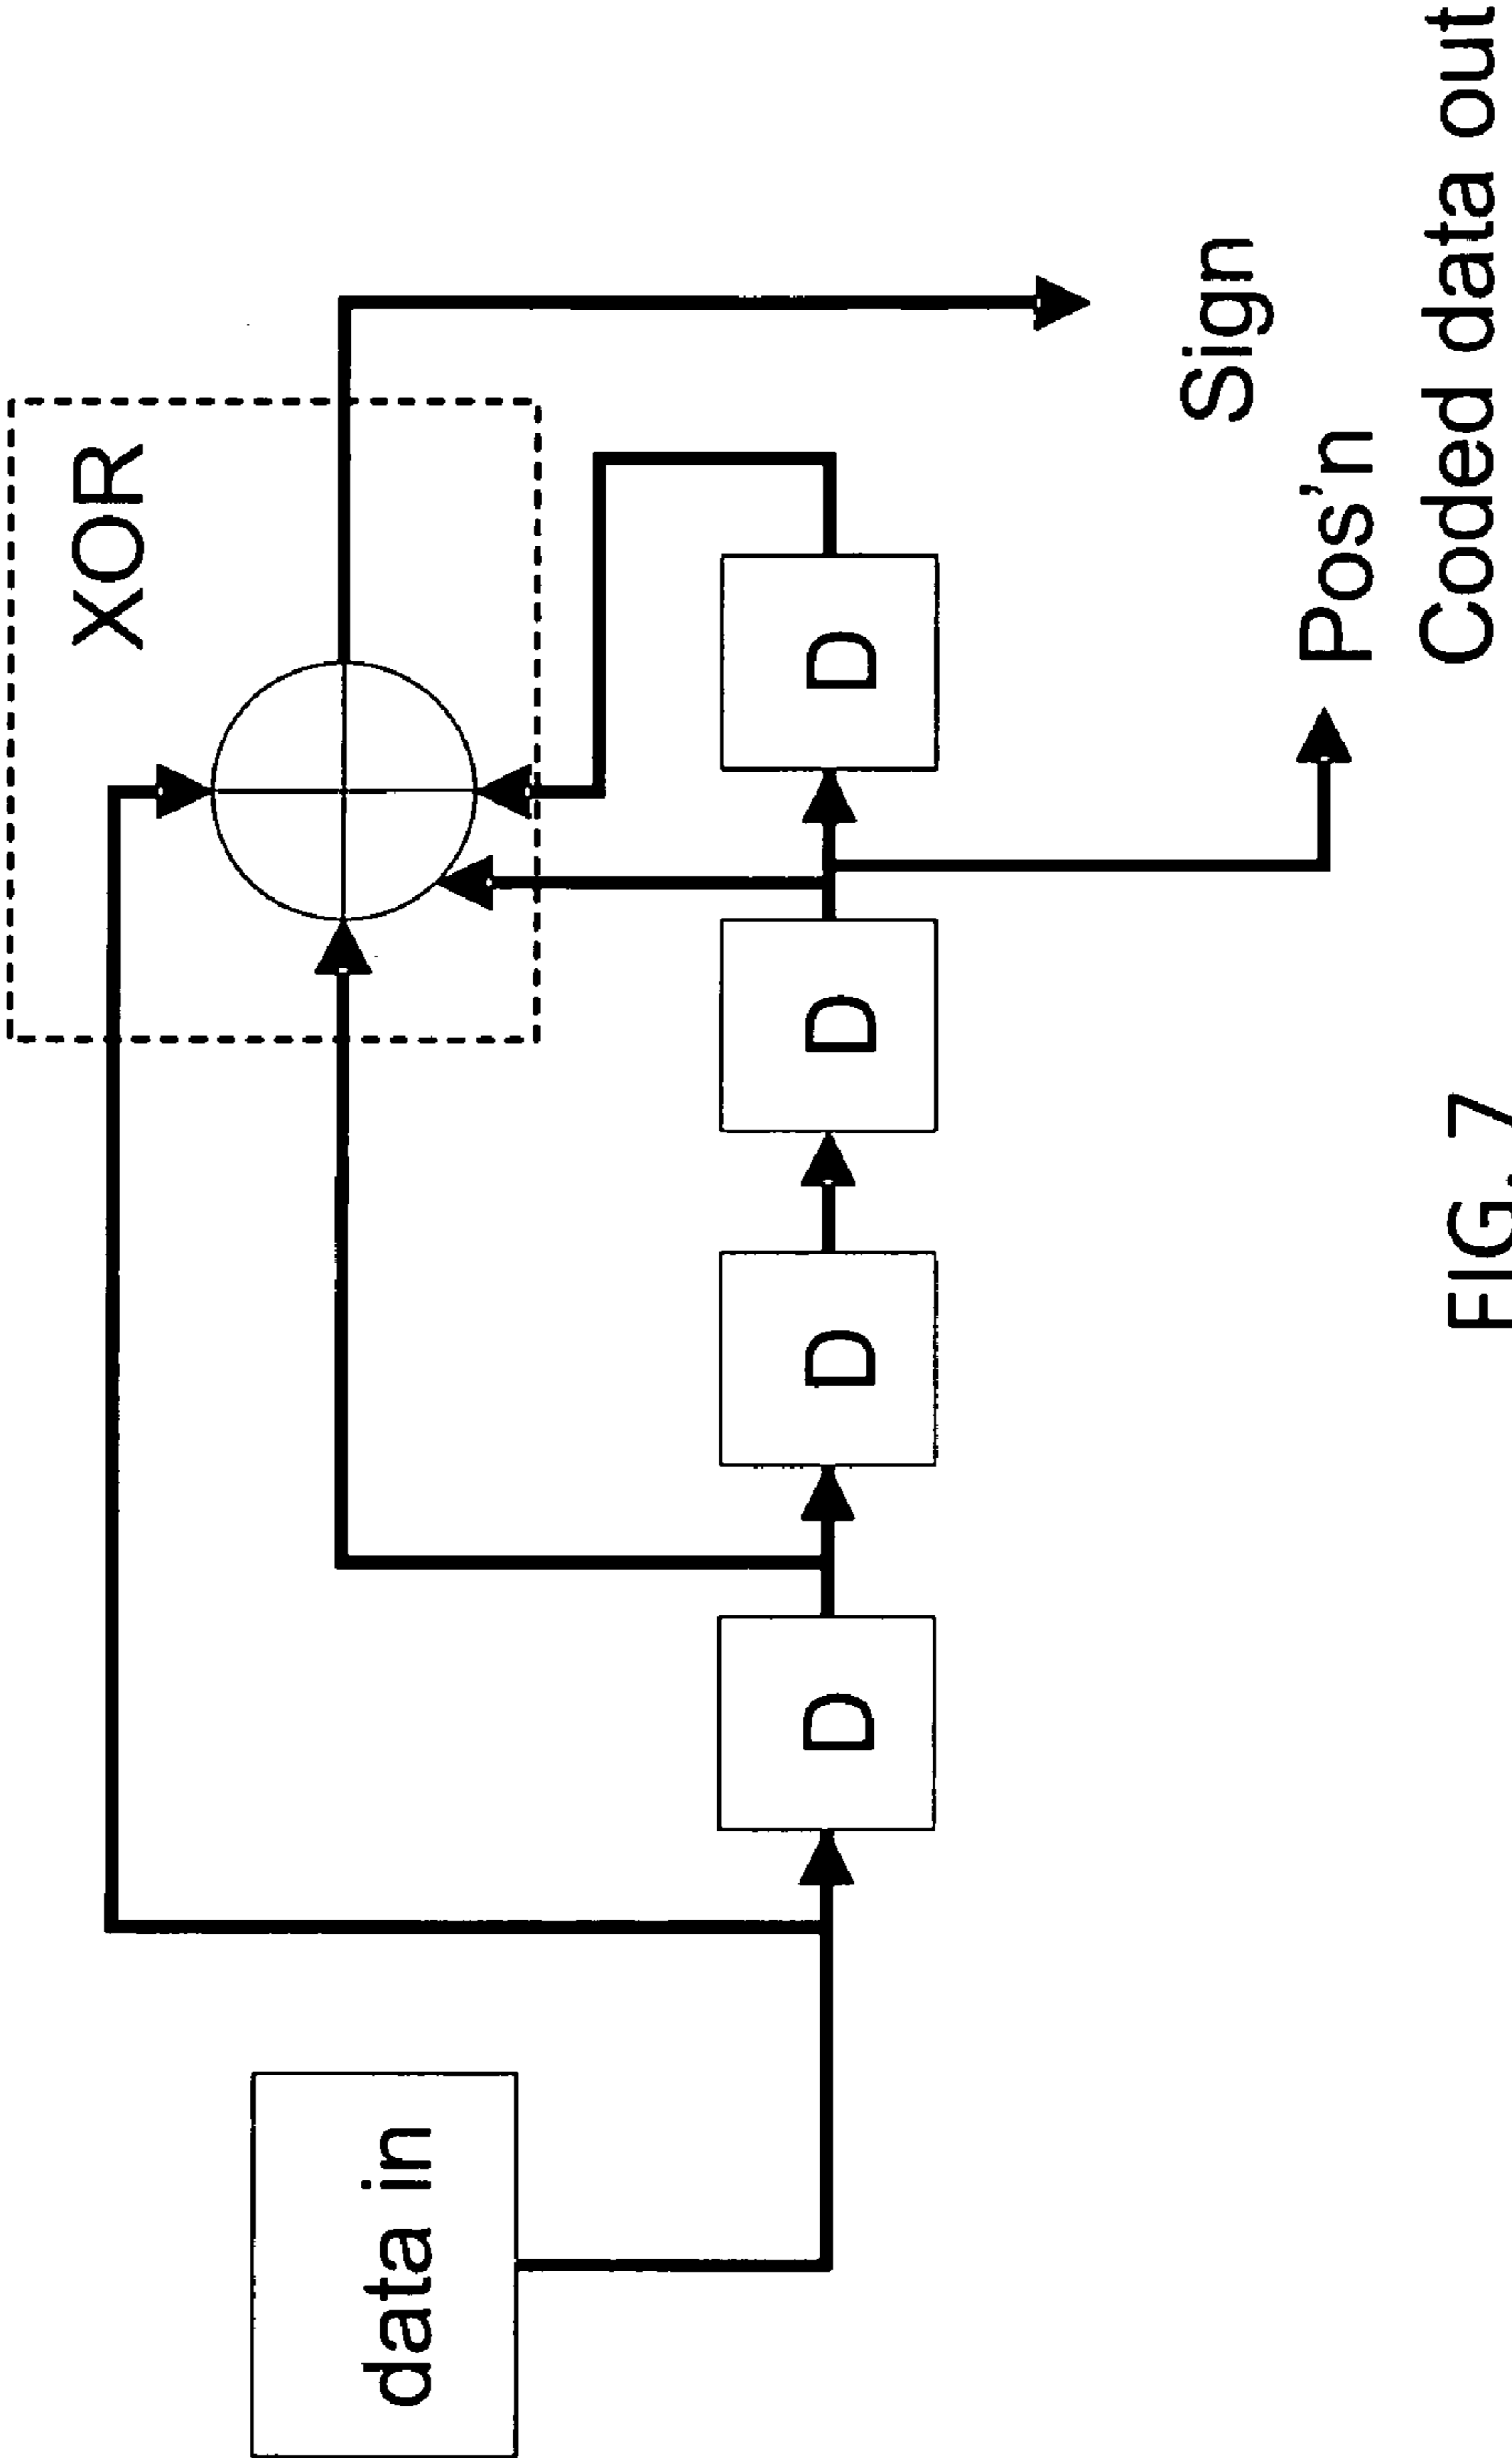 XOR
data in
D
D
D
D
Sign
Pos'n
Coded data out
FIG. 7